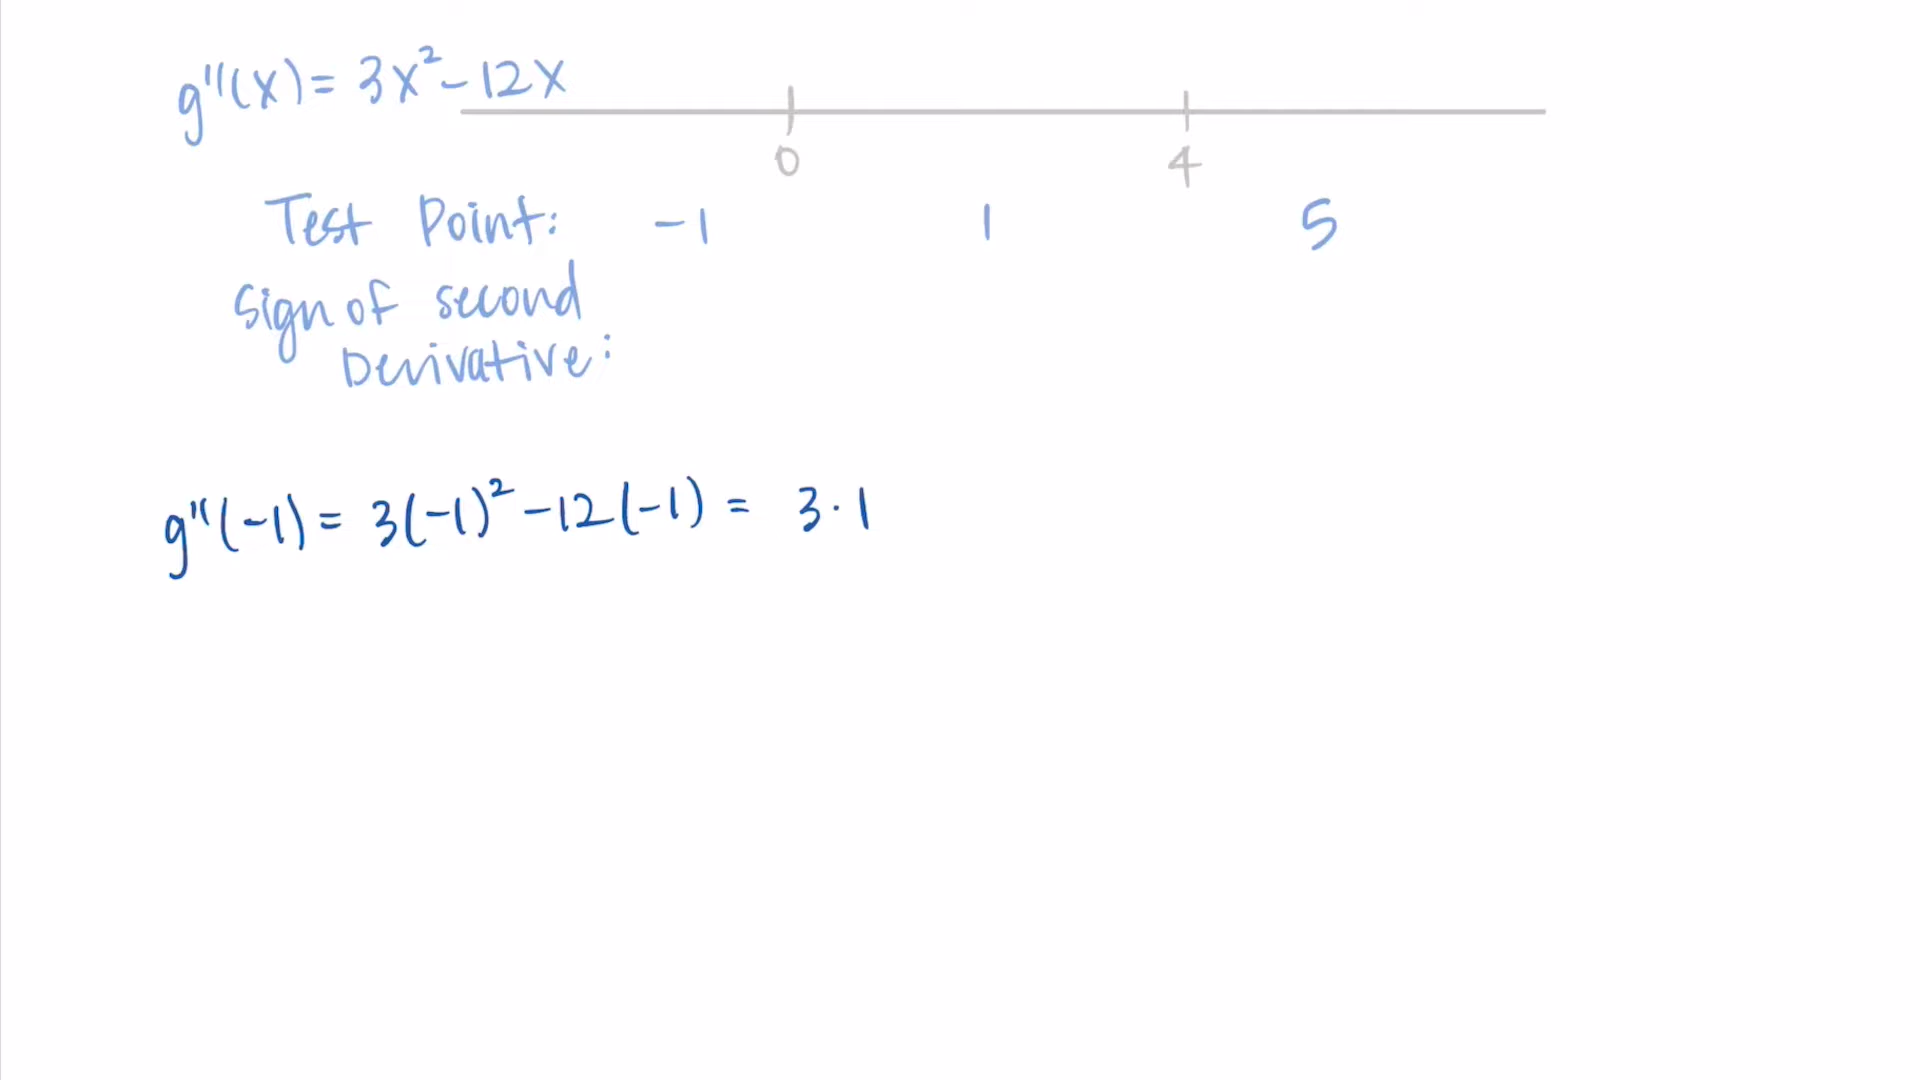 g''(x) = 3x² - 12x
0 4
Test Point: -1 1 5
Sign of second
Derivative:
g''(-1) = 3(-1)² - 12(-1) = 3·1